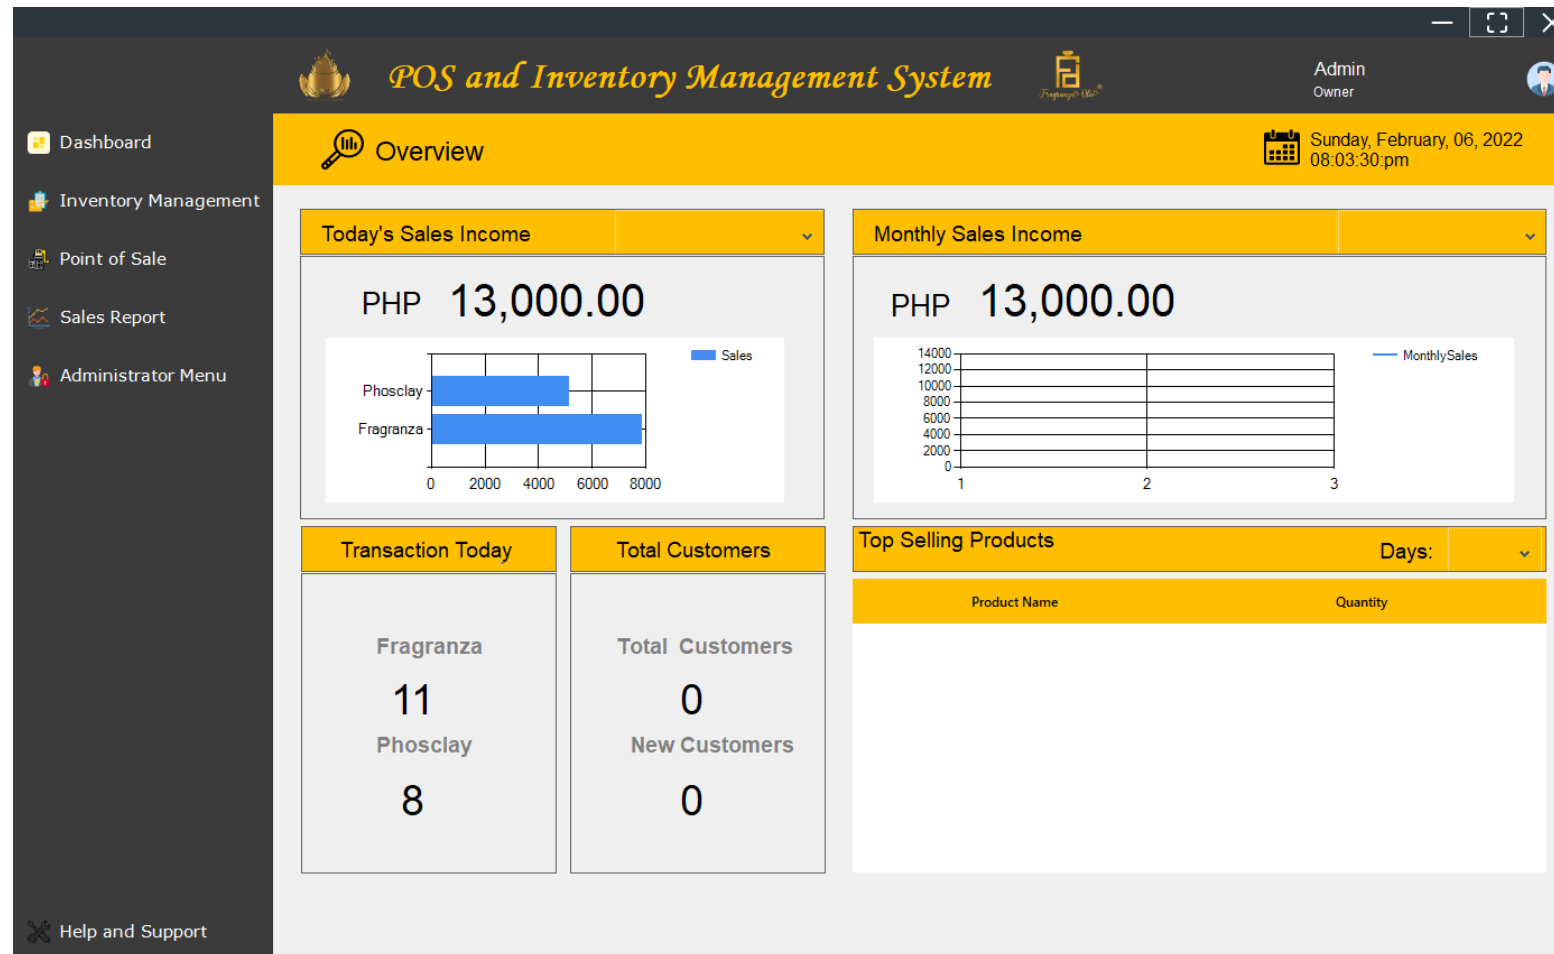 POS and Inventory Management System
Admin
Owner
Dashboard
Inventory Management
Point of Sale
Sales Report
Administrator Menu
Help and Support
Overview
Sunday, February, 06, 2022
08:03:30:pm
Today's Sales Income
PHP 13,000.00
Sales
Phosclay
Fragranza
0 2000 4000 6000 8000
Monthly Sales Income
PHP 13,000.00
MonthlySales
14000
12000
10000
8000
6000
4000
2000
0
1 2 3
Transaction Today
Fragranza
11
Phosclay
8
Total Customers
Total Customers
0
New Customers
0
Top Selling Products
Days:
Product Name Quantity